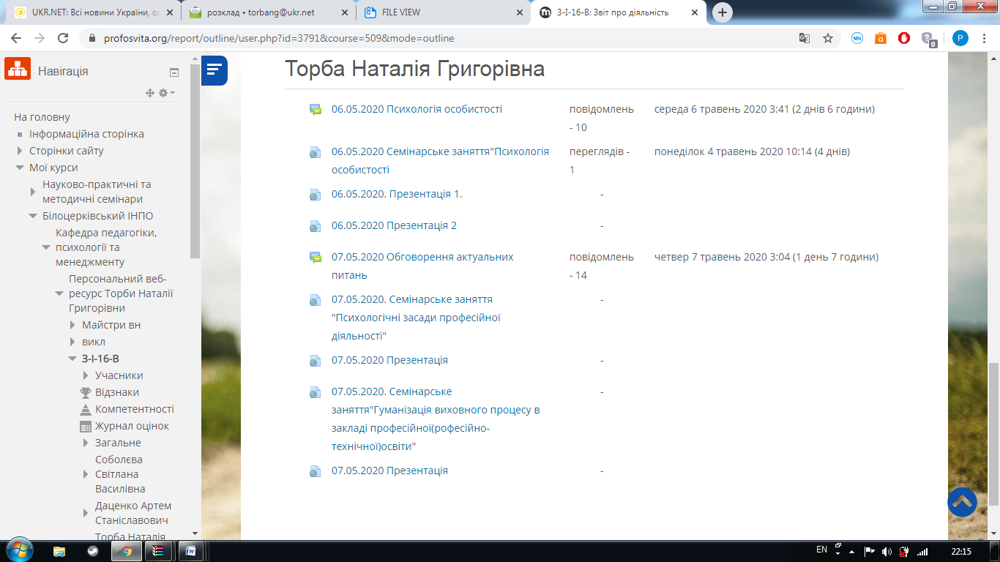 UKR.NET: Всі новини України, ос
розклад • torbang@ukr.net
FILE VIEW
З-І-16-В: Звіт про діяльність
profosvita.org/report/outline/user.php?id=3791&course=509&mode=outline
0
P
Навігація
На головну
Інформаційна сторінка
Сторінки сайту
Мої курси
Науково-практичні та
методичні семінари
Білоцерківський ІНПО
Кафедра педагогіки,
психології та
менеджменту
Персональний веб-
ресурс Торби Наталії
Григорівни
Майстри вн
викл
З-І-16-В
Учасники
Відзнаки
Компетентності
Журнал оцінок
Загальне
Соболєва
Світлана
Василівна
Даценко Артем
Станіславович
Торба Наталія
Торба Наталія Григорівна
06.05.2020 Психологія особистості
повідомлень
- 10
середа 6 травень 2020 3:41 (2 днів 6 години)
06.05.2020 Семінарське заняття"Психологія
особистості
переглядів -
1
понеділок 4 травень 2020 10:14 (4 днів)
06.05.2020. Презентація 1.
-
06.05.2020 Презентація 2
-
07.05.2020 Обговорення актуальних
питань
повідомлень
- 14
четвер 7 травень 2020 3:04 (1 день 7 години)
07.05.2020. Семінарське заняття
"Психологічні засади професійної
діяльності"
-
07.05.2020 Презентація
-
07.05.2020. Семінарське
заняття"Гуманізація виховного процесу в
закладі професійної(рофесійно-
технічної)освіти"
-
07.05.2020 Презентація
-
EN
22:15